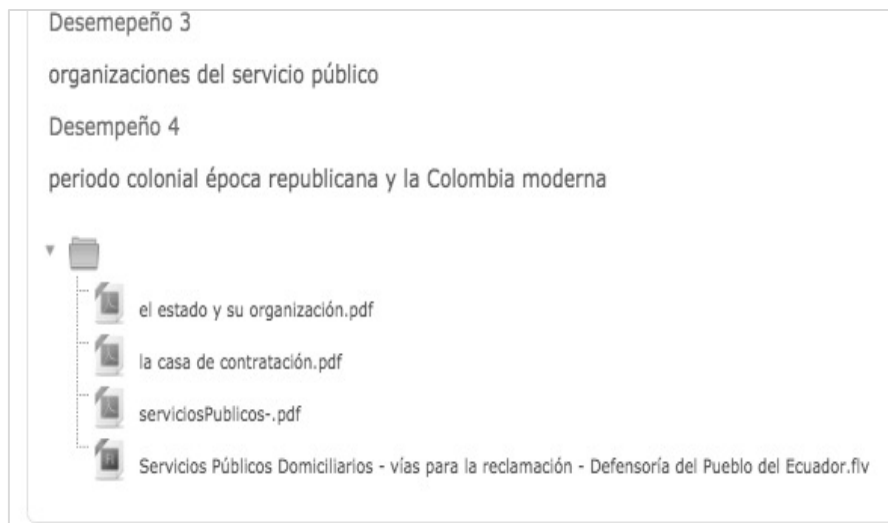 Desemepeño 3
organizaciones del servicio público
Desempeño 4
periodo colonial época republicana y la Colombia moderna
el estado y su organización.pdf
la casa de contratación.pdf
serviciosPublicos-.pdf
Servicios Públicos Domiciliarios - vías para la reclamación - Defensoría del Pueblo del Ecuador.flv